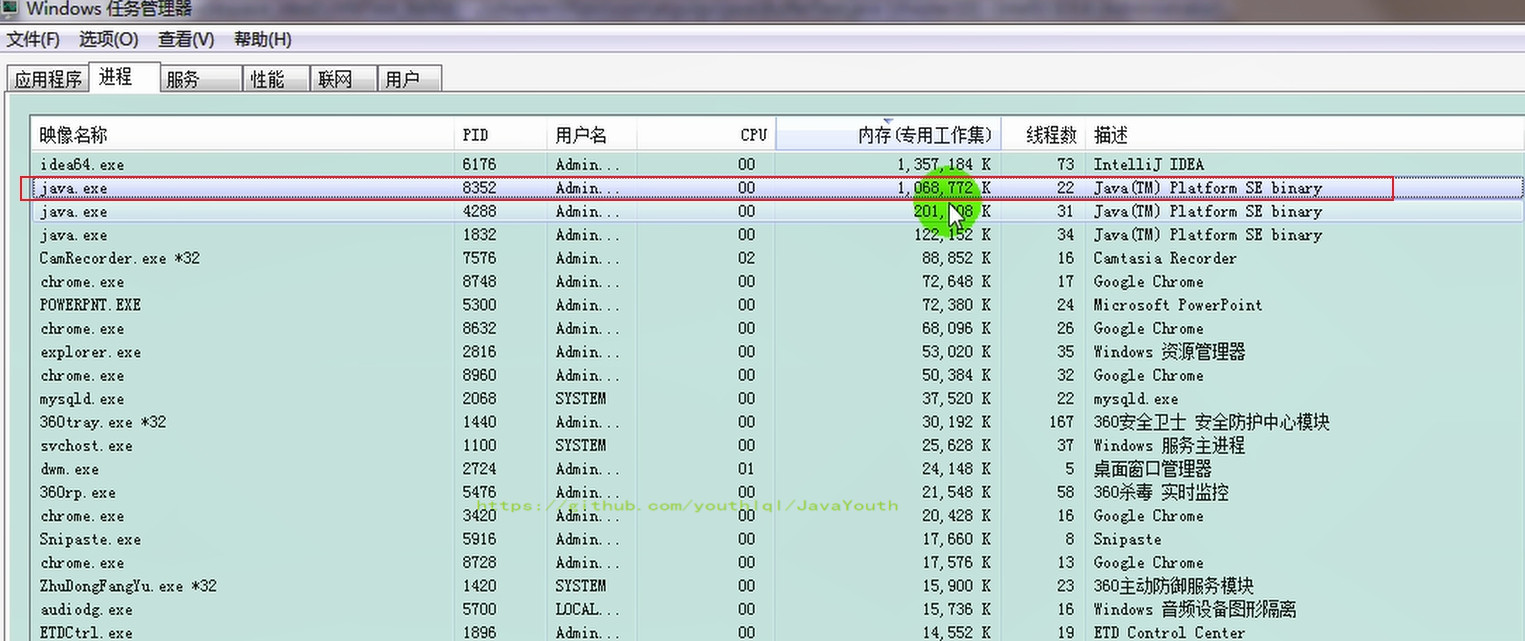 Windows 任务管理器
文件(F) 选项(O) 查看(V) 帮助(H)
应用程序 进程 服务 性能 联网 用户
映像名称 PID 用户名 CPU 内存(专用工作集) 线程数 描述
idea64.exe 6176 Admin... 00 1,357,184 K 73 IntelliJ IDEA
java.exe 8352 Admin... 00 1,068,772 K 22 Java(TM) Platform SE binary
java.exe 4288 Admin... 00 K 31 Java(TM) Platform SE binary
java.exe 1832 Admin... 00 122,152 K 34 Java(TM) Platform SE binary
CamRecorder.exe *32 7576 Admin... 02 88,852 K 16 Camtasia Recorder
chrome.exe 8748 Admin... 00 72,648 K 17 Google Chrome
POWERPNT.EXE 5300 Admin... 00 72,380 K 24 Microsoft PowerPoint
chrome.exe 8632 Admin... 00 68,096 K 26 Google Chrome
explorer.exe 2816 Admin... 00 53,020 K 35 Windows 资源管理器
chrome.exe 8960 Admin... 00 50,384 K 32 Google Chrome
mysqld.exe 2068 SYSTEM 00 37,520 K 22 mysqld.exe
360tray.exe *32 1440 Admin... 00 30,192 K 167 360安全卫士 安全防护中心模块
svchost.exe 1100 SYSTEM 00 25,628 K 37 Windows 服务主进程
dwm.exe 2724 Admin... 01 24,148 K 5 桌面窗口管理器
360rp.exe 5476 Admin... 00 21,548 K 58 360杀毒 实时监控
https://github.com/youthlql/JavaYouth
chrome.exe 3420 Admin... 00 20,428 K 16 Google Chrome
Snipaste.exe 5916 Admin... 00 17,660 K 8 Snipaste
chrome.exe 8728 Admin... 00 17,576 K 13 Google Chrome
ZhuDongFangYu.exe *32 1420 SYSTEM 00 15,900 K 23 360主动防御服务模块
audiodg.exe 5700 LOCAL... 00 15,736 K 16 Windows 音频设备图形隔离
ETDCtrl.exe 1896 Admin... 00 14,552 K 19 ETD Control Center